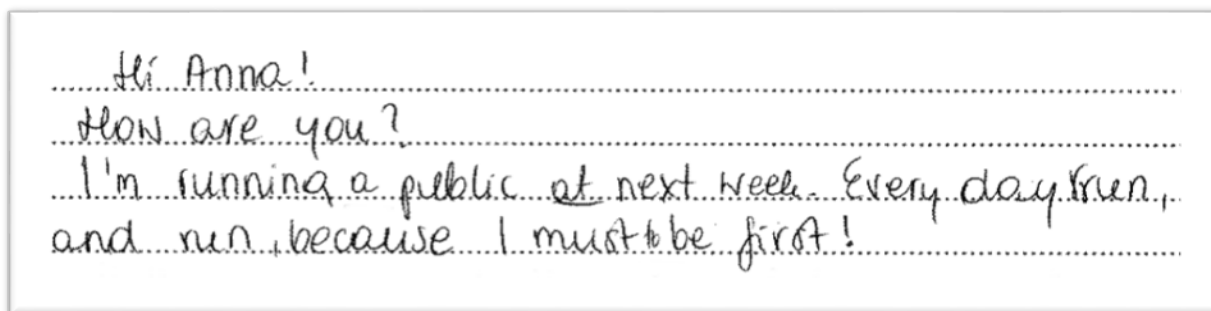 Hi Anna!
How are you?
I'm running a public at next week. Every day I run,
and run, because I must to be first!